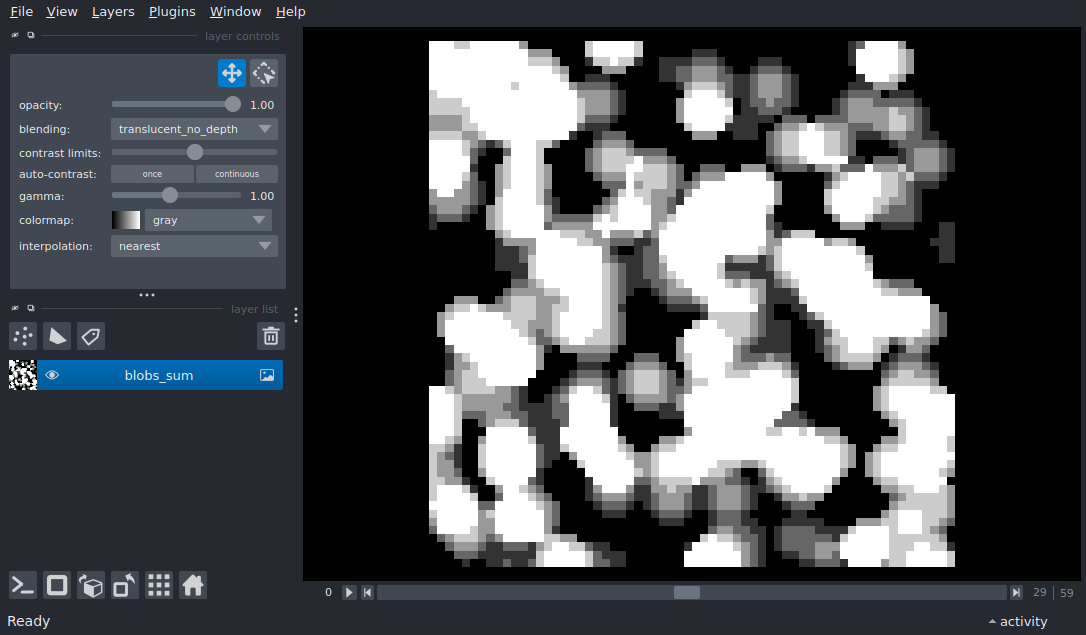 File View Layers Plugins Window Help
layer controls
opacity: 1.00
blending: translucent_no_depth
contrast limits:
auto-contrast: once continuous
gamma: 1.00
colormap: gray
interpolation: nearest
layer list
blobs_sum
0 29 | 59
Ready activity